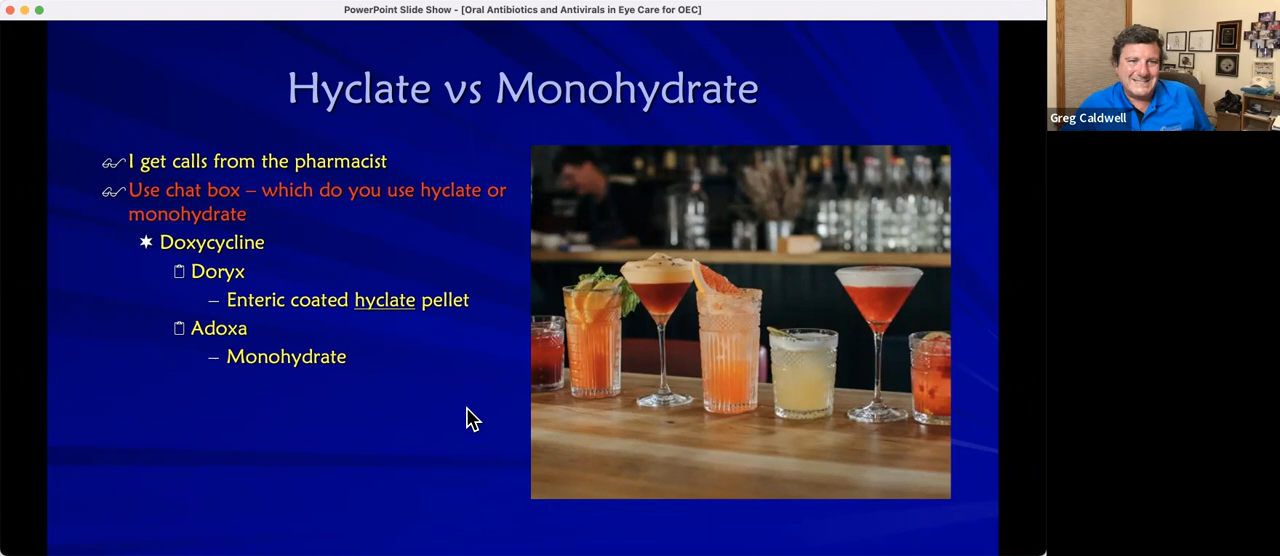 PowerPoint Slide Show - [Oral Antibiotics and Antivirals in Eye Care for OEC]
Hyclate vs Monohydrate
I get calls from the pharmacist
Use chat box – which do you use hyclate or
monohydrate
Doxycycline
Doryx
– Enteric coated hyclate pellet
Adoxa
– Monohydrate
Greg Caldwell